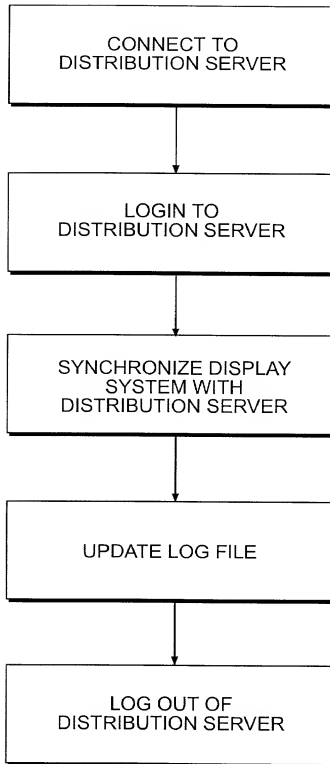 CONNECT TO
DISTRIBUTION SERVER
LOGIN TO
DISTRIBUTION SERVER
SYNCHRONIZE DISPLAY
SYSTEM WITH
DISTRIBUTION SERVER
UPDATE LOG FILE
LOG OUT OF
DISTRIBUTION SERVER